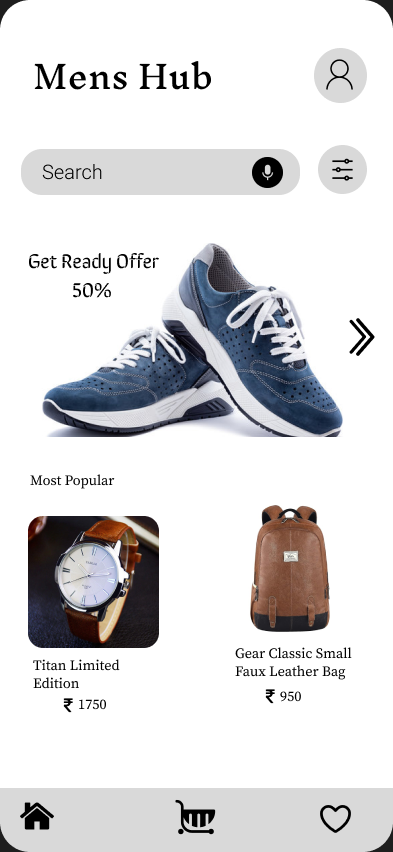 Mens Hub
Search
Get Ready Offer
50%
Most Popular
Titan Limited
Edition
₹ 1750
Gear Classic Small
Faux Leather Bag
₹ 950